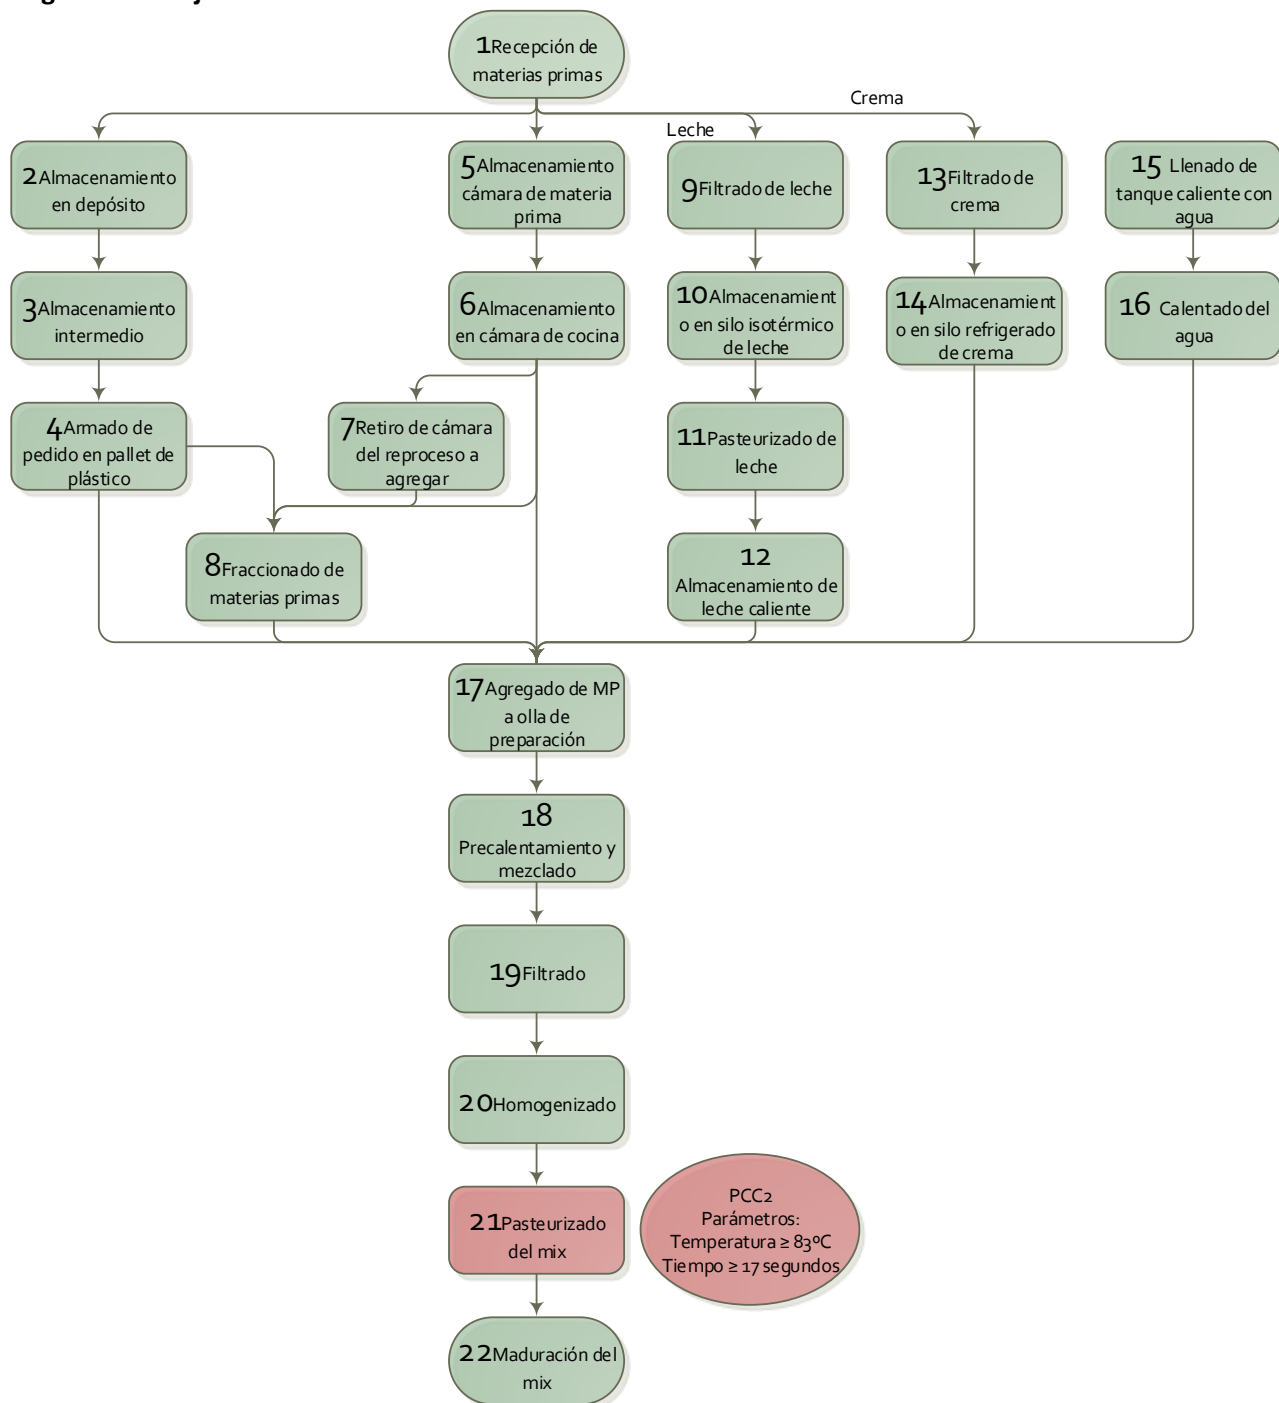 1Recepción de
materias primas
Crema
Leche
2Almacenamiento
en depósito
5Almacenamiento
cámara de materia
prima
9Filtrado de leche
13Filtrado de
crema
15 Llenado de
tanque caliente con
agua
3Almacenamiento
intermedio
6Almacenamiento
en cámara de cocina
10Almacenamient
o en silo isotérmico
de leche
14Almacenamient
o en silo refrigerado
de crema
16 Calentado del
agua
4Armado de
pedido en pallet de
plástico
7Retiro de cámara
del reproceso a
agregar
11Pasteurizado de
leche
8Fraccionado de
materias primas
12
Almacenamiento de
leche caliente
17Agregado de MP
a olla de
preparación
18
Precalentamiento y
mezclado
19Filtrado
20Homogenizado
21Pasteurizado
del mix
PCC2
Parámetros:
Temperatura ≥ 83ºC
Tiempo ≥ 17 segundos
22Maduración del
mix